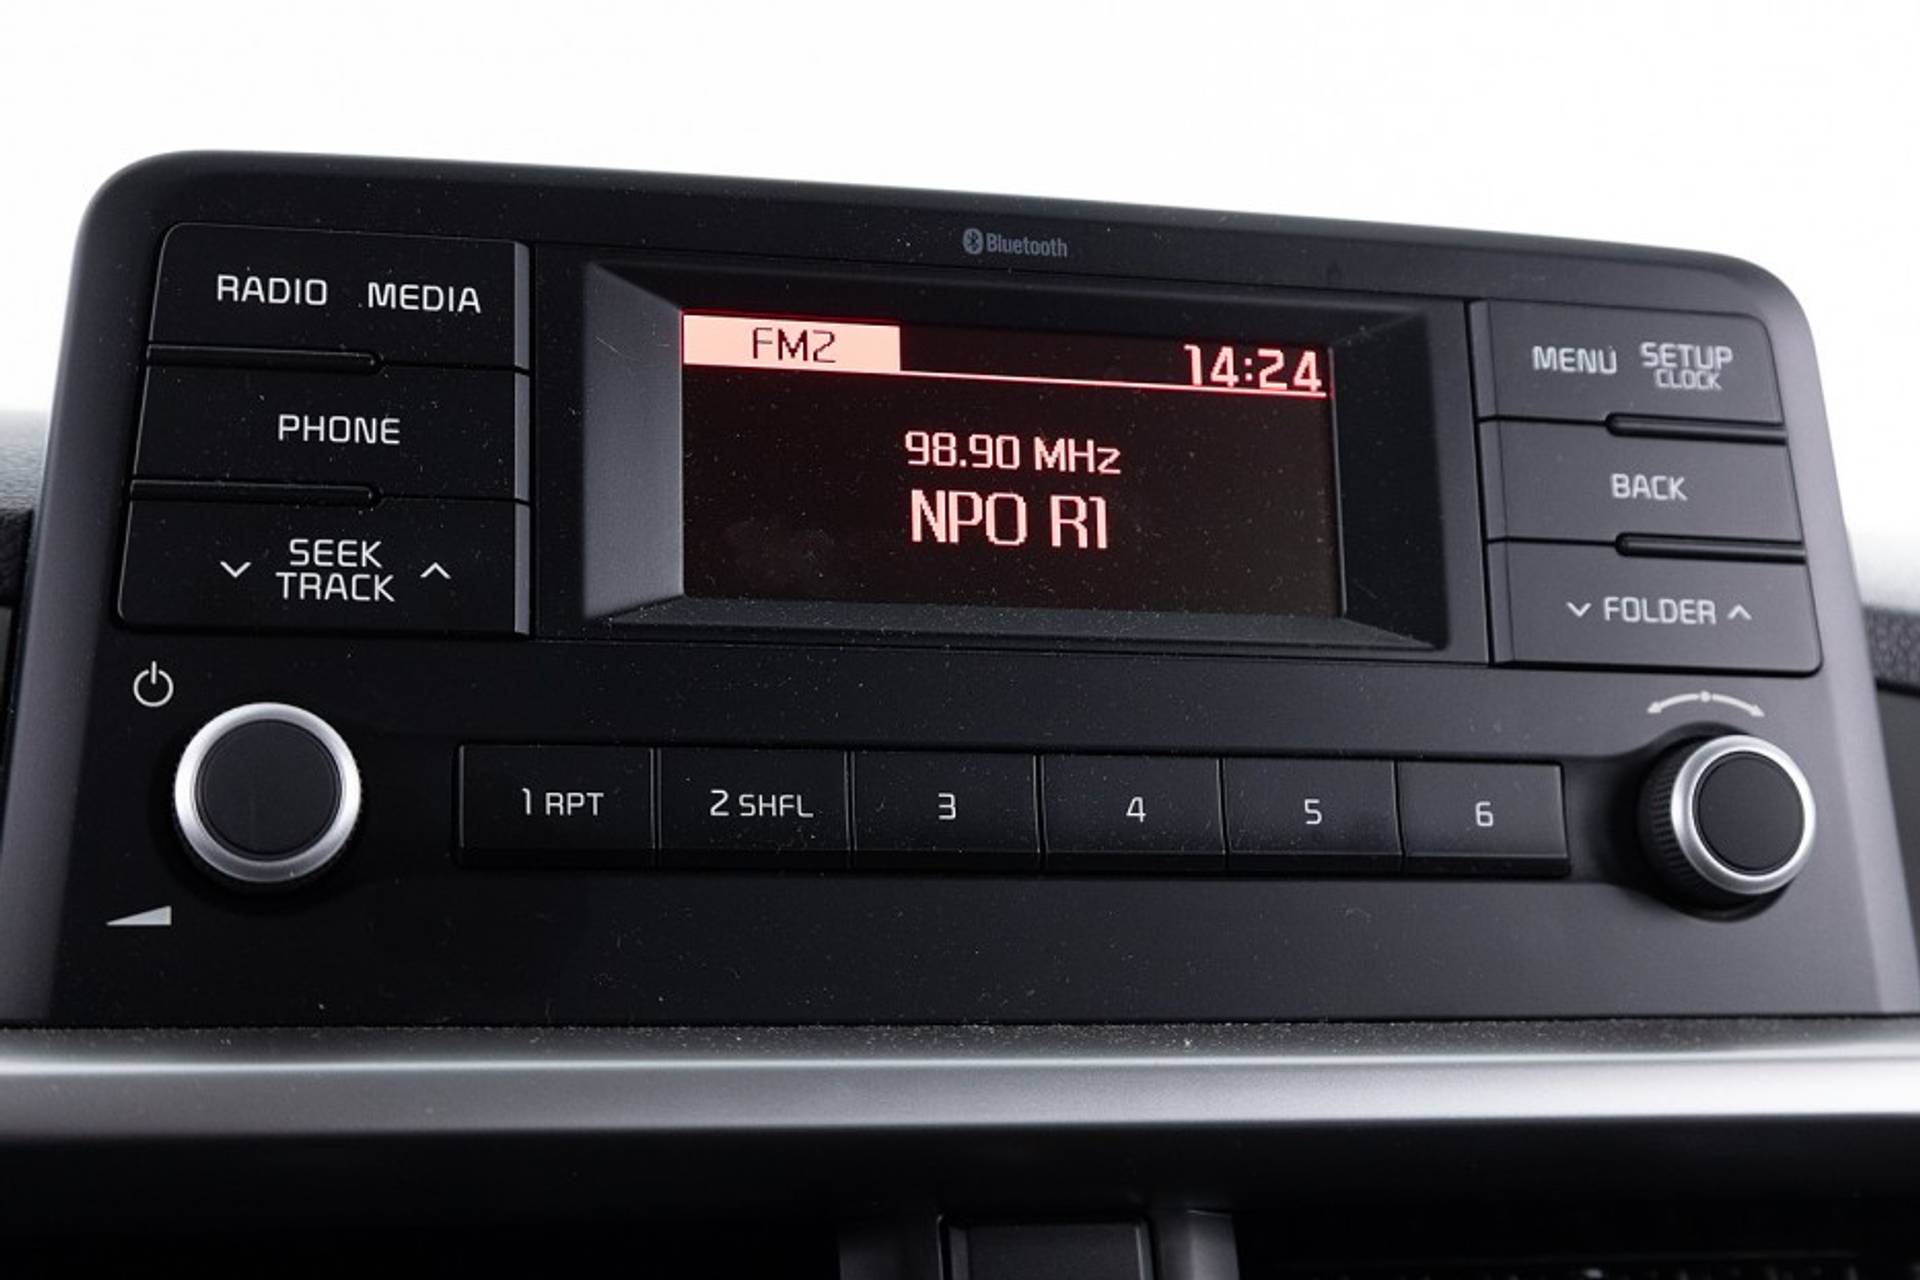 Bluetooth
RADIO MEDIA
PHONE
SEEK
TRACK
FM2 14:24
98.90 MHz
NPO R1
MENU SETUP
CLOCK
BACK
FOLDER
1 RPT 2 SHFL 3 4 5 6